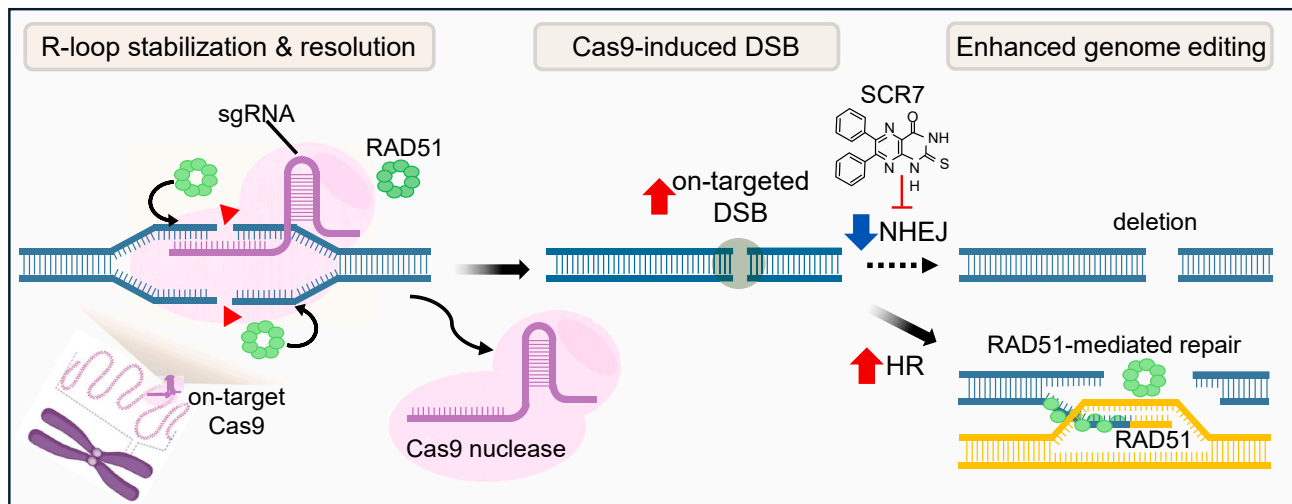 R-loop stabilization & resolution
Cas9-induced DSB
Enhanced genome editing
sgRNA
RAD51
SCR7
O
N
NH
N
N
S
H
on-targeted
DSB
NHEJ
deletion
HR
RAD51-mediated repair
RAD51
on-target
Cas9
Cas9 nuclease